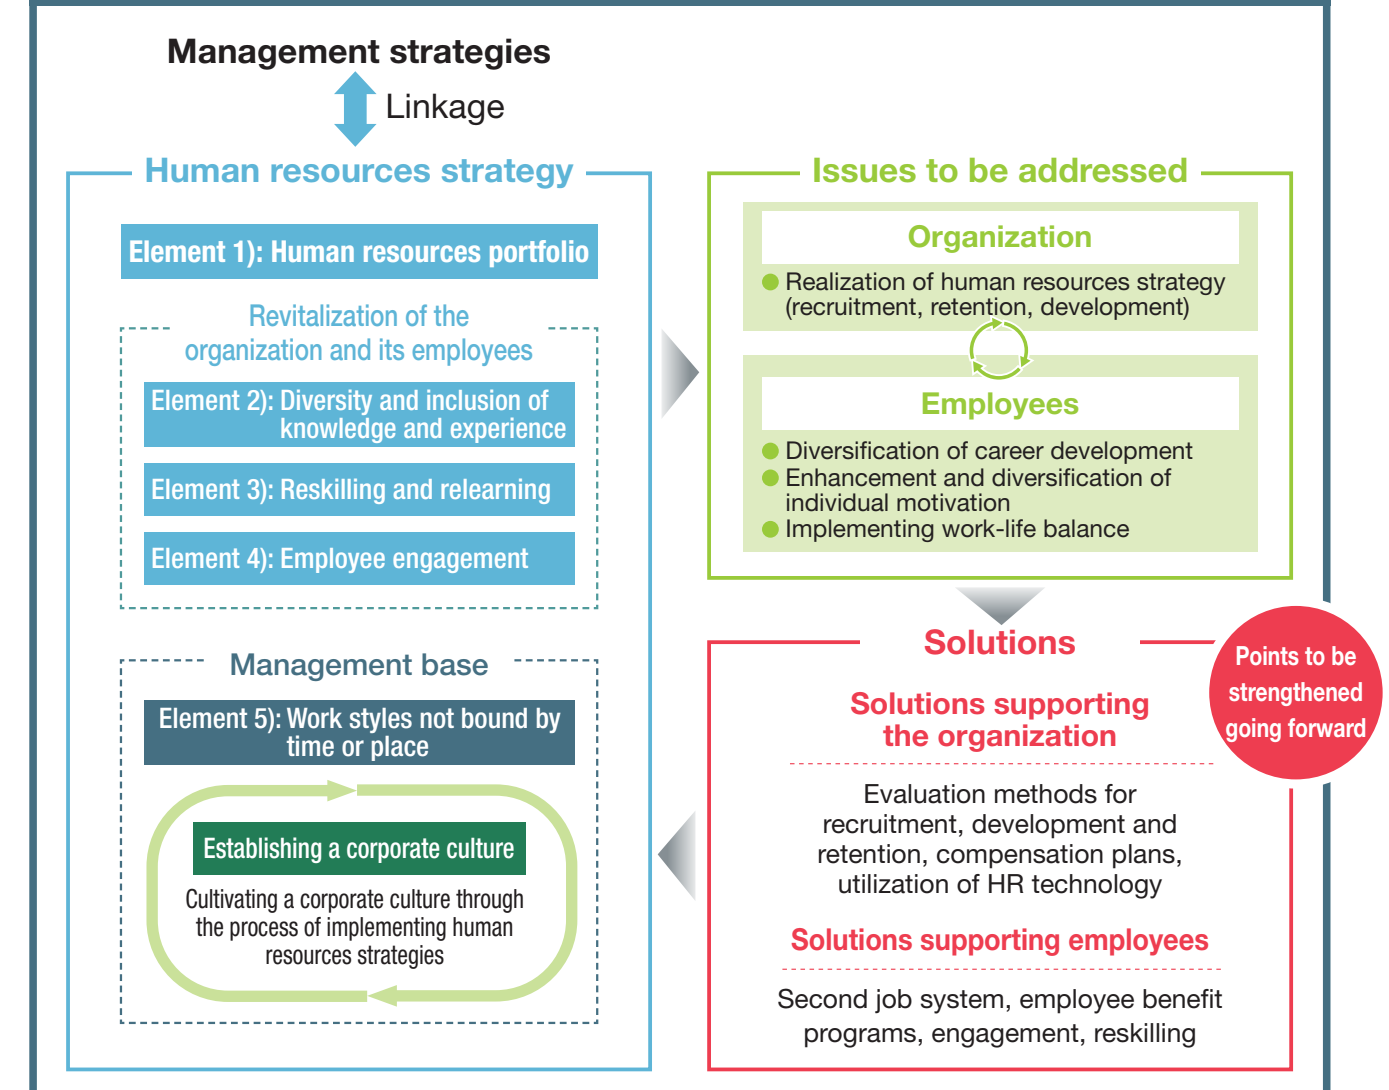 Management strategies
Linkage
Human resources strategy
Element 1): Human resources portfolio
Revitalization of the
organization and its employees
Element 2): Diversity and inclusion of
knowledge and experience
Element 3): Reskilling and relearning
Element 4): Employee engagement
Management base
Element 5): Work styles not bound by
time or place
Establishing a corporate culture
Cultivating a corporate culture through
the process of implementing human
resources strategies
Issues to be addressed
Organization
● Realization of human resources strategy
(recruitment, retention, development)
Employees
● Diversification of career development
● Enhancement and diversification of
individual motivation
● Implementing work-life balance
Solutions
Points to be
strengthened
going forward
Solutions supporting
the organization
Evaluation methods for
recruitment, development and
retention, compensation plans,
utilization of HR technology
Solutions supporting employees
Second job system, employee benefit
programs, engagement, reskilling